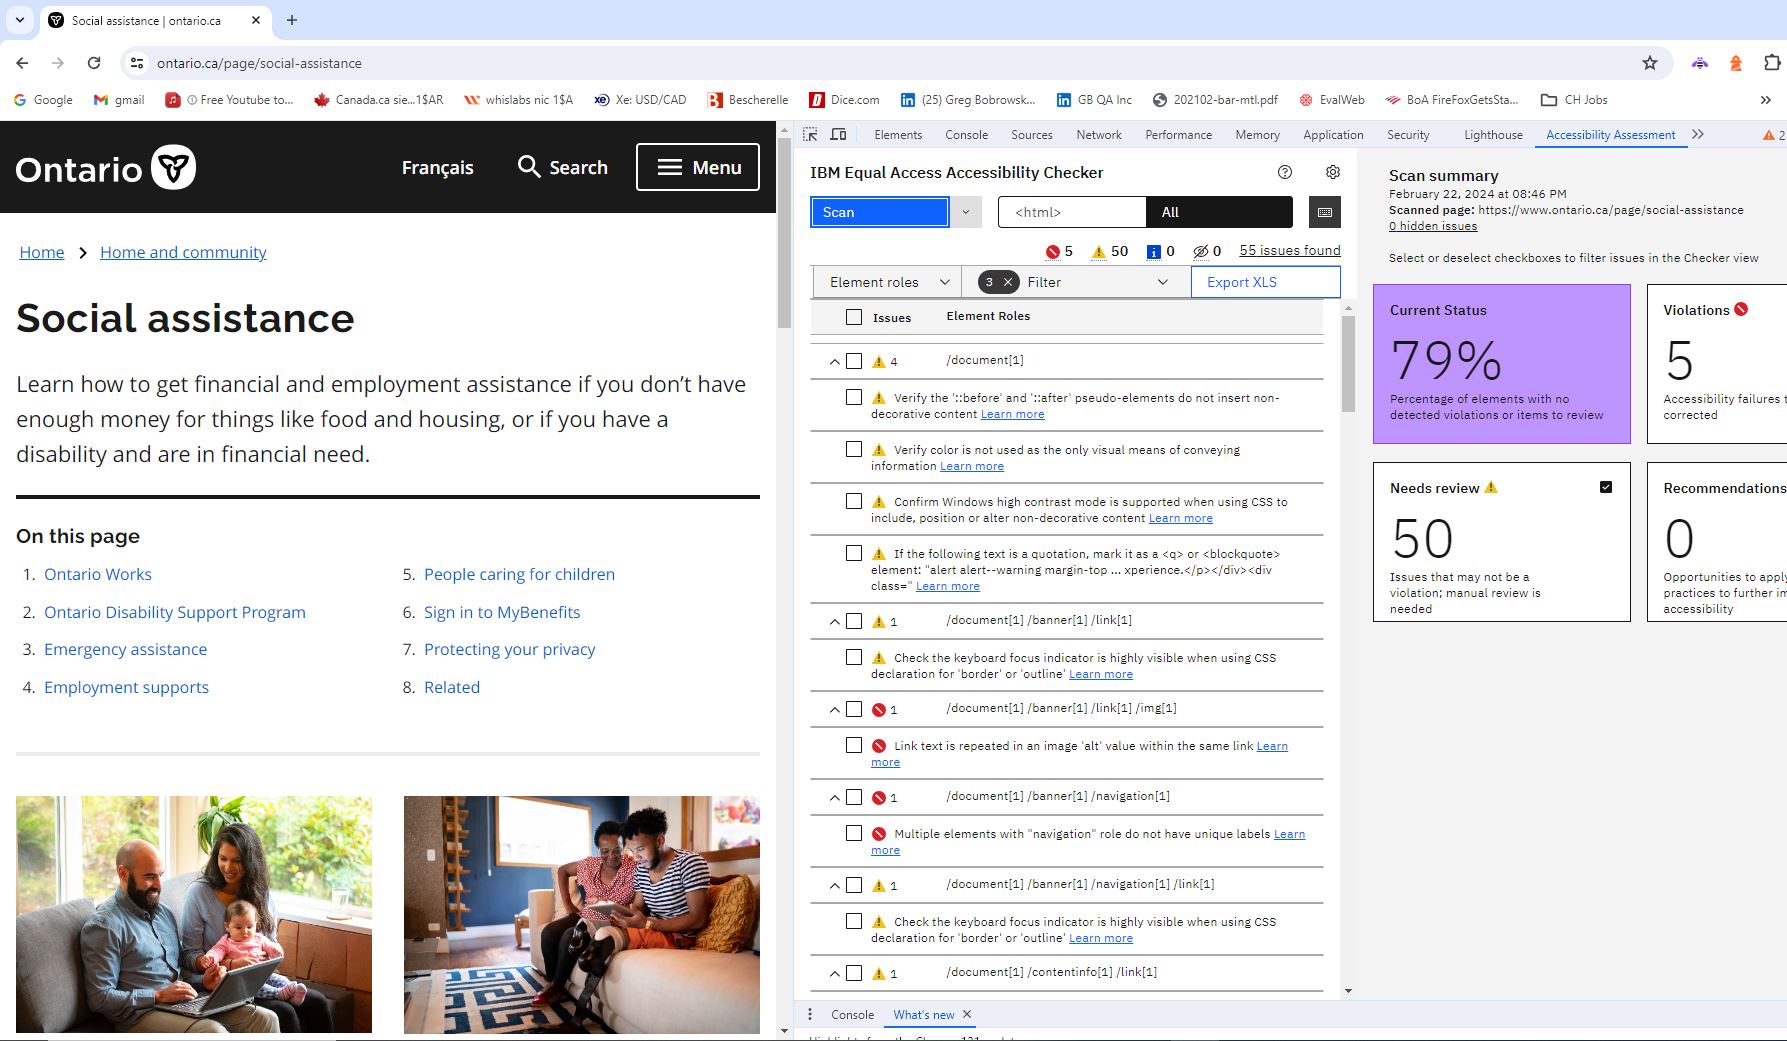 Social assistance | ontario.ca
ontario.ca/page/social-assistance
Google
gmail
Free Youtube to...
Canada.ca sie...1$AR
whislabs nic 1$A
Xe: USD/CAD
Bescherelle
Dice.com
(25) Greg Bobrowsk...
GB QA Inc
202102-bar-mtl.pdf
EvalWeb
BoA FireFoxGetsSta...
CH Jobs
Ontario
Français
Search
Menu
Home > Home and community
Social assistance
Learn how to get financial and employment assistance if you don’t have
enough money for things like food and housing, or if you have a
disability and are in financial need.
On this page
1. Ontario Works
2. Ontario Disability Support Program
3. Emergency assistance
4. Employment supports
5. People caring for children
6. Sign in to MyBenefits
7. Protecting your privacy
8. Related
Elements
Console
Sources
Network
Performance
Memory
Application
Security
Lighthouse
Accessibility Assessment
2
IBM Equal Access Accessibility Checker
Scan
<html>
All
5
50
0
0
55 issues found
Element roles
3
Filter
Export XLS
Issues
Element Roles
4 /document[1]
Verify the '::before' and '::after' pseudo-elements do not insert non-
decorative content Learn more
Verify color is not used as the only visual means of conveying
information Learn more
Confirm Windows high contrast mode is supported when using CSS to
include, position or alter non-decorative content Learn more
If the following text is a quotation, mark it as a <q> or <blockquote>
element: "alert alert--warning margin-top ... xperience.</p></div><div
class=" Learn more
1 /document[1] /banner[1] /link[1]
Check the keyboard focus indicator is highly visible when using CSS
declaration for 'border' or 'outline' Learn more
1 /document[1] /banner[1] /link[1] /img[1]
Link text is repeated in an image 'alt' value within the same link Learn
more
1 /document[1] /banner[1] /navigation[1]
Multiple elements with "navigation" role do not have unique labels Learn
more
1 /document[1] /banner[1] /navigation[1] /link[1]
Check the keyboard focus indicator is highly visible when using CSS
declaration for 'border' or 'outline' Learn more
1 /document[1] /contentinfo[1] /link[1]
Scan summary
February 22, 2024 at 08:46 PM
Scanned page: https://www.ontario.ca/page/social-assistance
0 hidden issues
Select or deselect checkboxes to filter issues in the Checker view
Current Status
79%
Percentage of elements with no
detected violations or items to review
Violations
5
Accessibility failures t
corrected
Needs review
50
Issues that may not be a
violation; manual review is
needed
Recommendations
0
Opportunities to apply
practices to further im
accessibility
Console
What's new